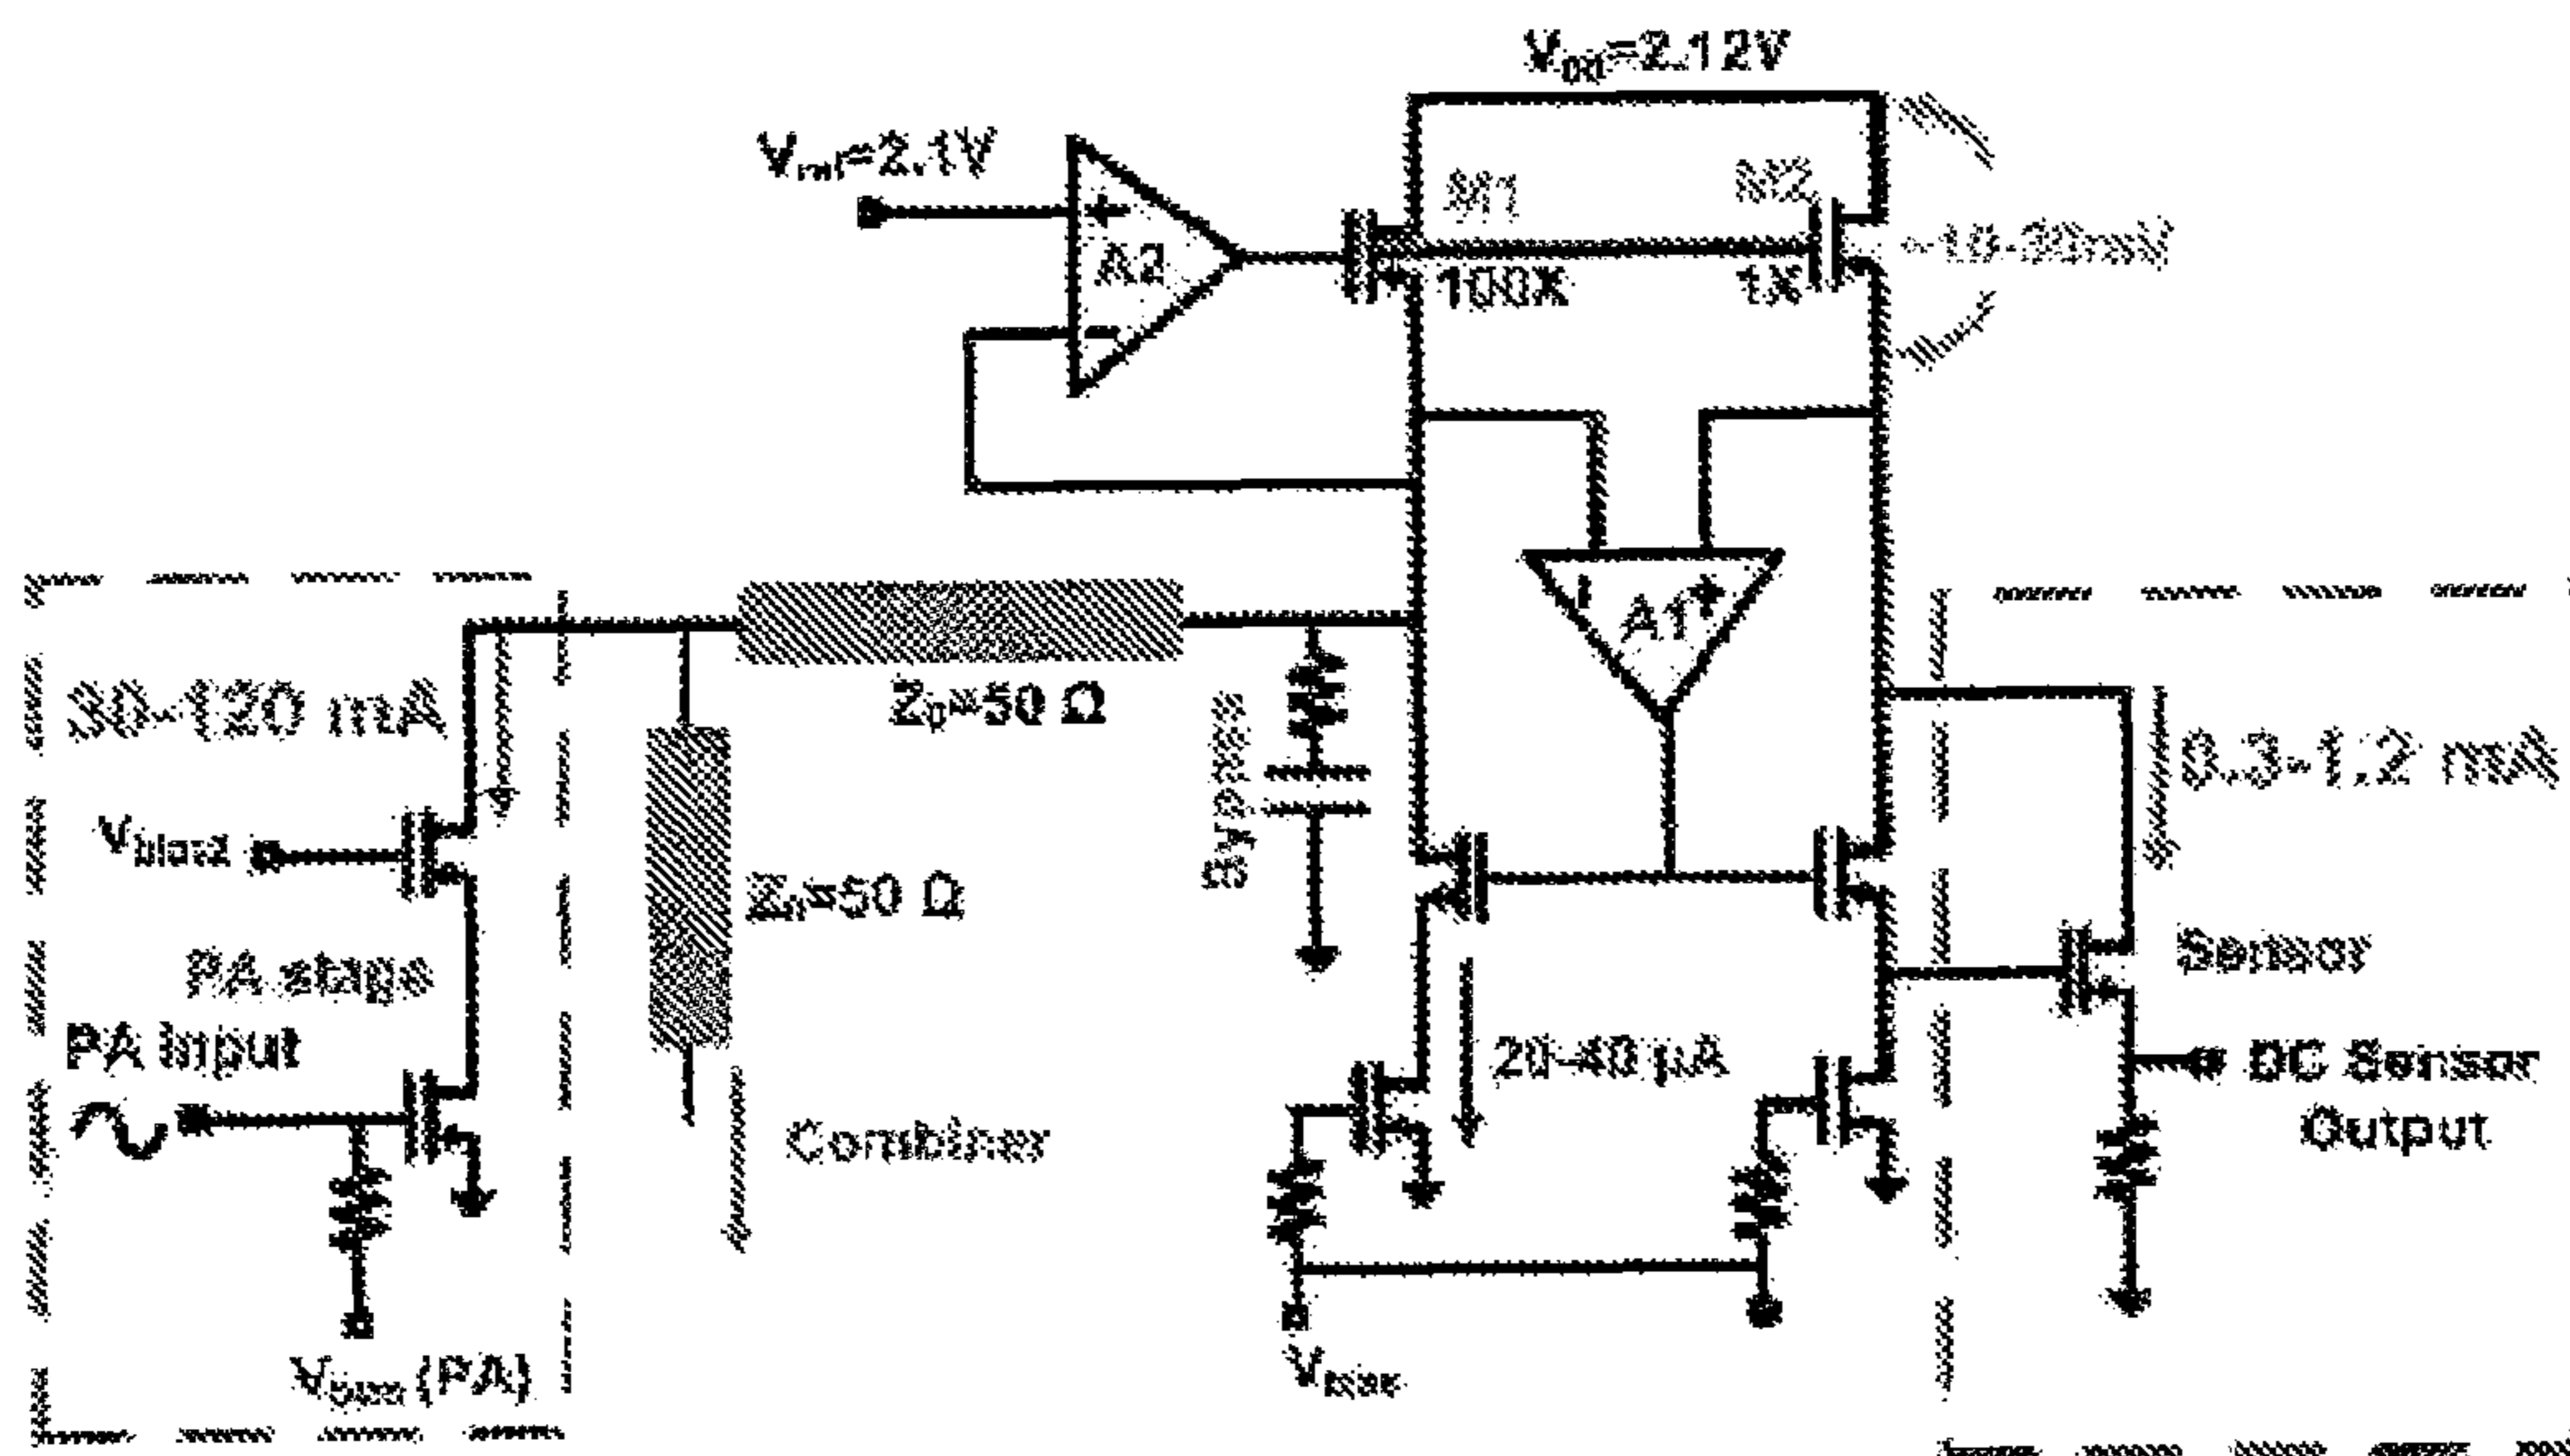 V_DD=2.12V
V_ref=2.1V
A2
M1
M2
100X
1X
~10-20mV
A1
Z₀=50 Ω
30-120 mA
Bypass
0.3-1.2 mA
V_bias2
Z₀=50 Ω
PA stage
Sensor
PA input
20-40 µA
DC Sensor
Output
Combiner
V_bias (PA)
V_bias